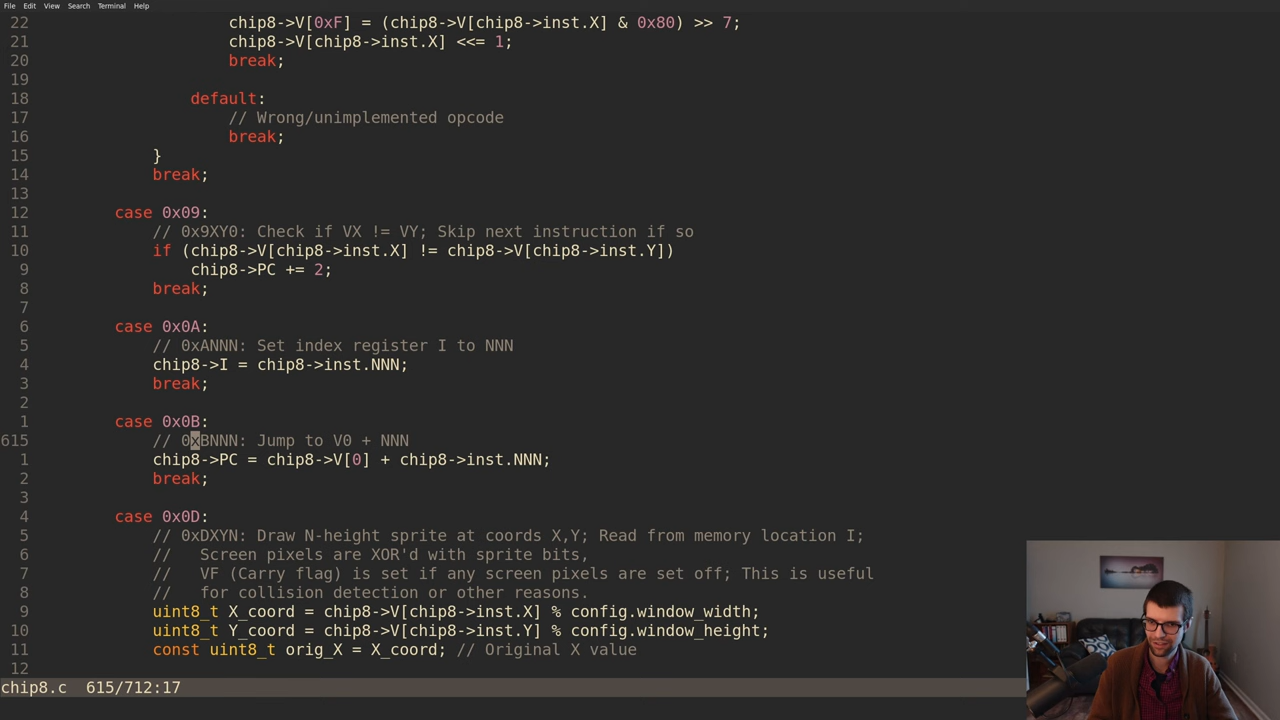 File Edit View Search Terminal Help
22 chip8->V[0xF] = (chip8->V[chip8->inst.X] & 0x80) >> 7;
21 chip8->V[chip8->inst.X] <<= 1;
20 break;
19
18 default:
17 // Wrong/unimplemented opcode
16 break;
15 }
14 break;
13
12 case 0x09:
11 // 0x9XY0: Check if VX != VY; Skip next instruction if so
10 if (chip8->V[chip8->inst.X] != chip8->V[chip8->inst.Y])
9 chip8->PC += 2;
8 break;
7
6 case 0x0A:
5 // 0xANNN: Set index register I to NNN
4 chip8->I = chip8->inst.NNN;
3 break;
2
1 case 0x0B:
615 // 0xBNNN: Jump to V0 + NNN
1 chip8->PC = chip8->V[0] + chip8->inst.NNN;
2 break;
3
4 case 0x0D:
5 // 0xDXYN: Draw N-height sprite at coords X,Y; Read from memory location I;
6 // Screen pixels are XOR'd with sprite bits,
7 // VF (Carry flag) is set if any screen pixels are set off; This is useful
8 // for collision detection or other reasons.
9 uint8_t X_coord = chip8->V[chip8->inst.X] % config.window_width;
10 uint8_t Y_coord = chip8->V[chip8->inst.Y] % config.window_height;
11 const uint8_t orig_X = X_coord; // Original X value
12
chip8.c 615/712:17